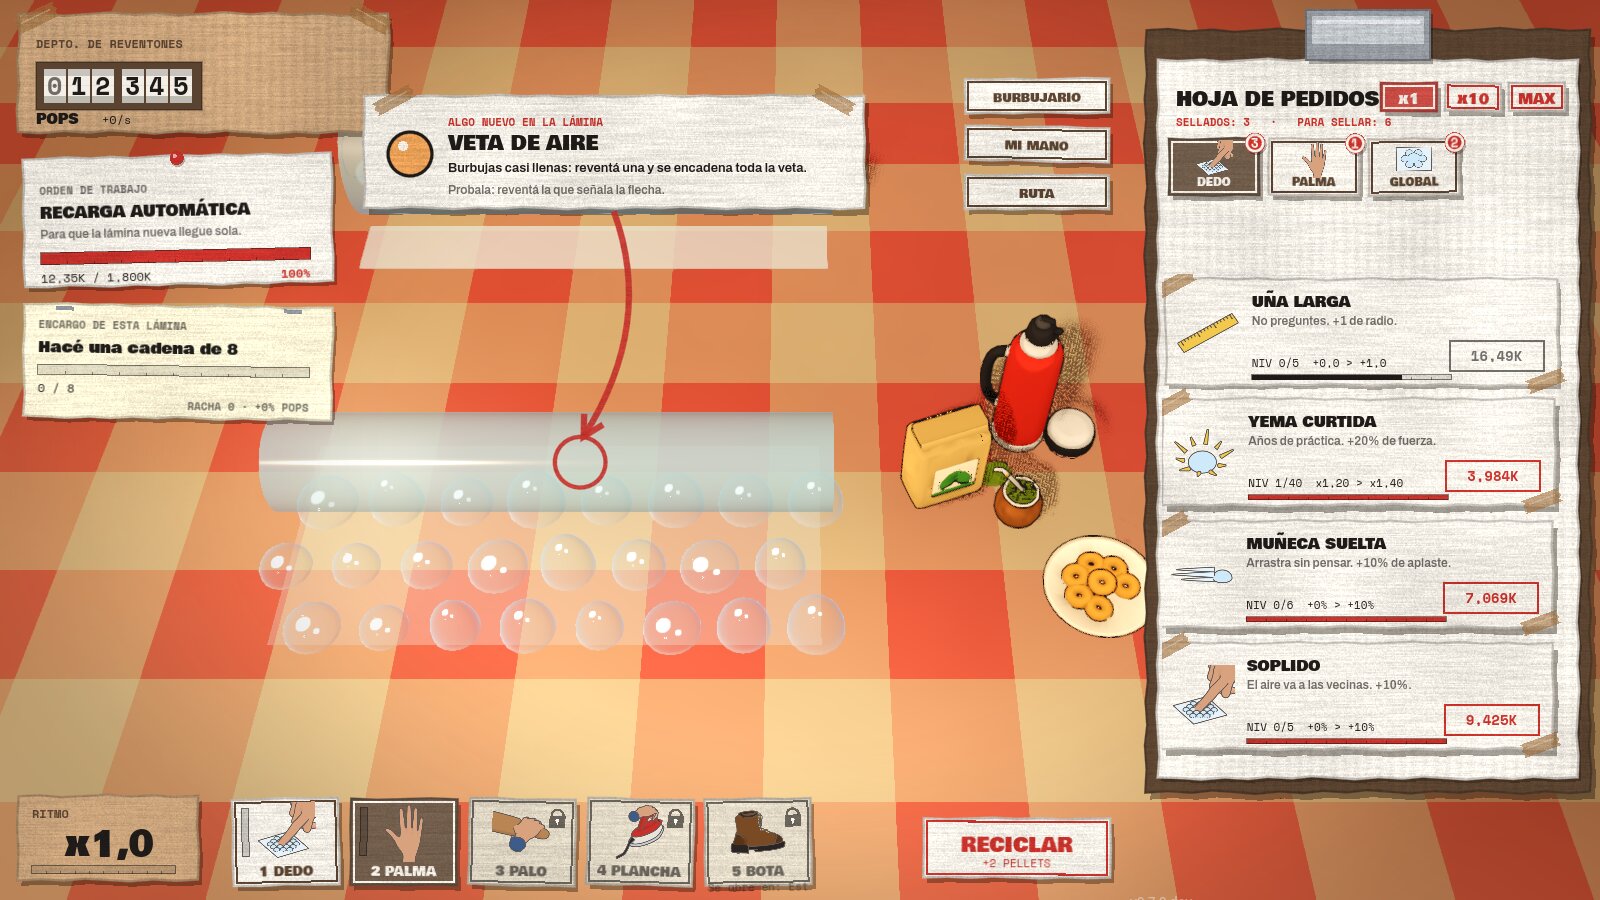 DEPTO. DE REVENTONES
012345
POPS +0/s
ORDEN DE TRABAJO
RECARGA AUTOMÁTICA
Para que la lámina nueva llegue sola.
12,35K / 1,800K 100%
ENCARGO DE ESTA LÁMINA
Hacé una cadena de 8
0 / 8
RACHA 0 · +0% POPS
ALGO NUEVO EN LA LÁMINA
VETA DE AIRE
Burbujas casi llenas: reventá una y se encadena toda la veta.
Probala: reventá la que señala la flecha.
BURBUJARIO
MI MANO
RUTA
HOJA DE PEDIDOS x1 x10 MAX
SELLADOS: 3 · PARA SELLAR: 6
3 1 2
DEDO PALMA GLOBAL
UÑA LARGA
No preguntes. +1 de radio.
NIV 0/5 +0,0 > +1,0 16,49K
YEMA CURTIDA
Años de práctica. +20% de fuerza.
NIV 1/40 x1,20 > x1,40 3,984K
MUÑECA SUELTA
Arrastra sin pensar. +10% de aplaste.
NIV 0/6 +0% > +10% 7,069K
SOPLIDO
El aire va a las vecinas. +10%.
NIV 0/5 +0% > +10% 9,425K
RITMO
x1,0
1 DEDO 2 PALMA 3 PALO 4 PLANCHA 5 BOTA
RECICLAR
+2 PELLETS